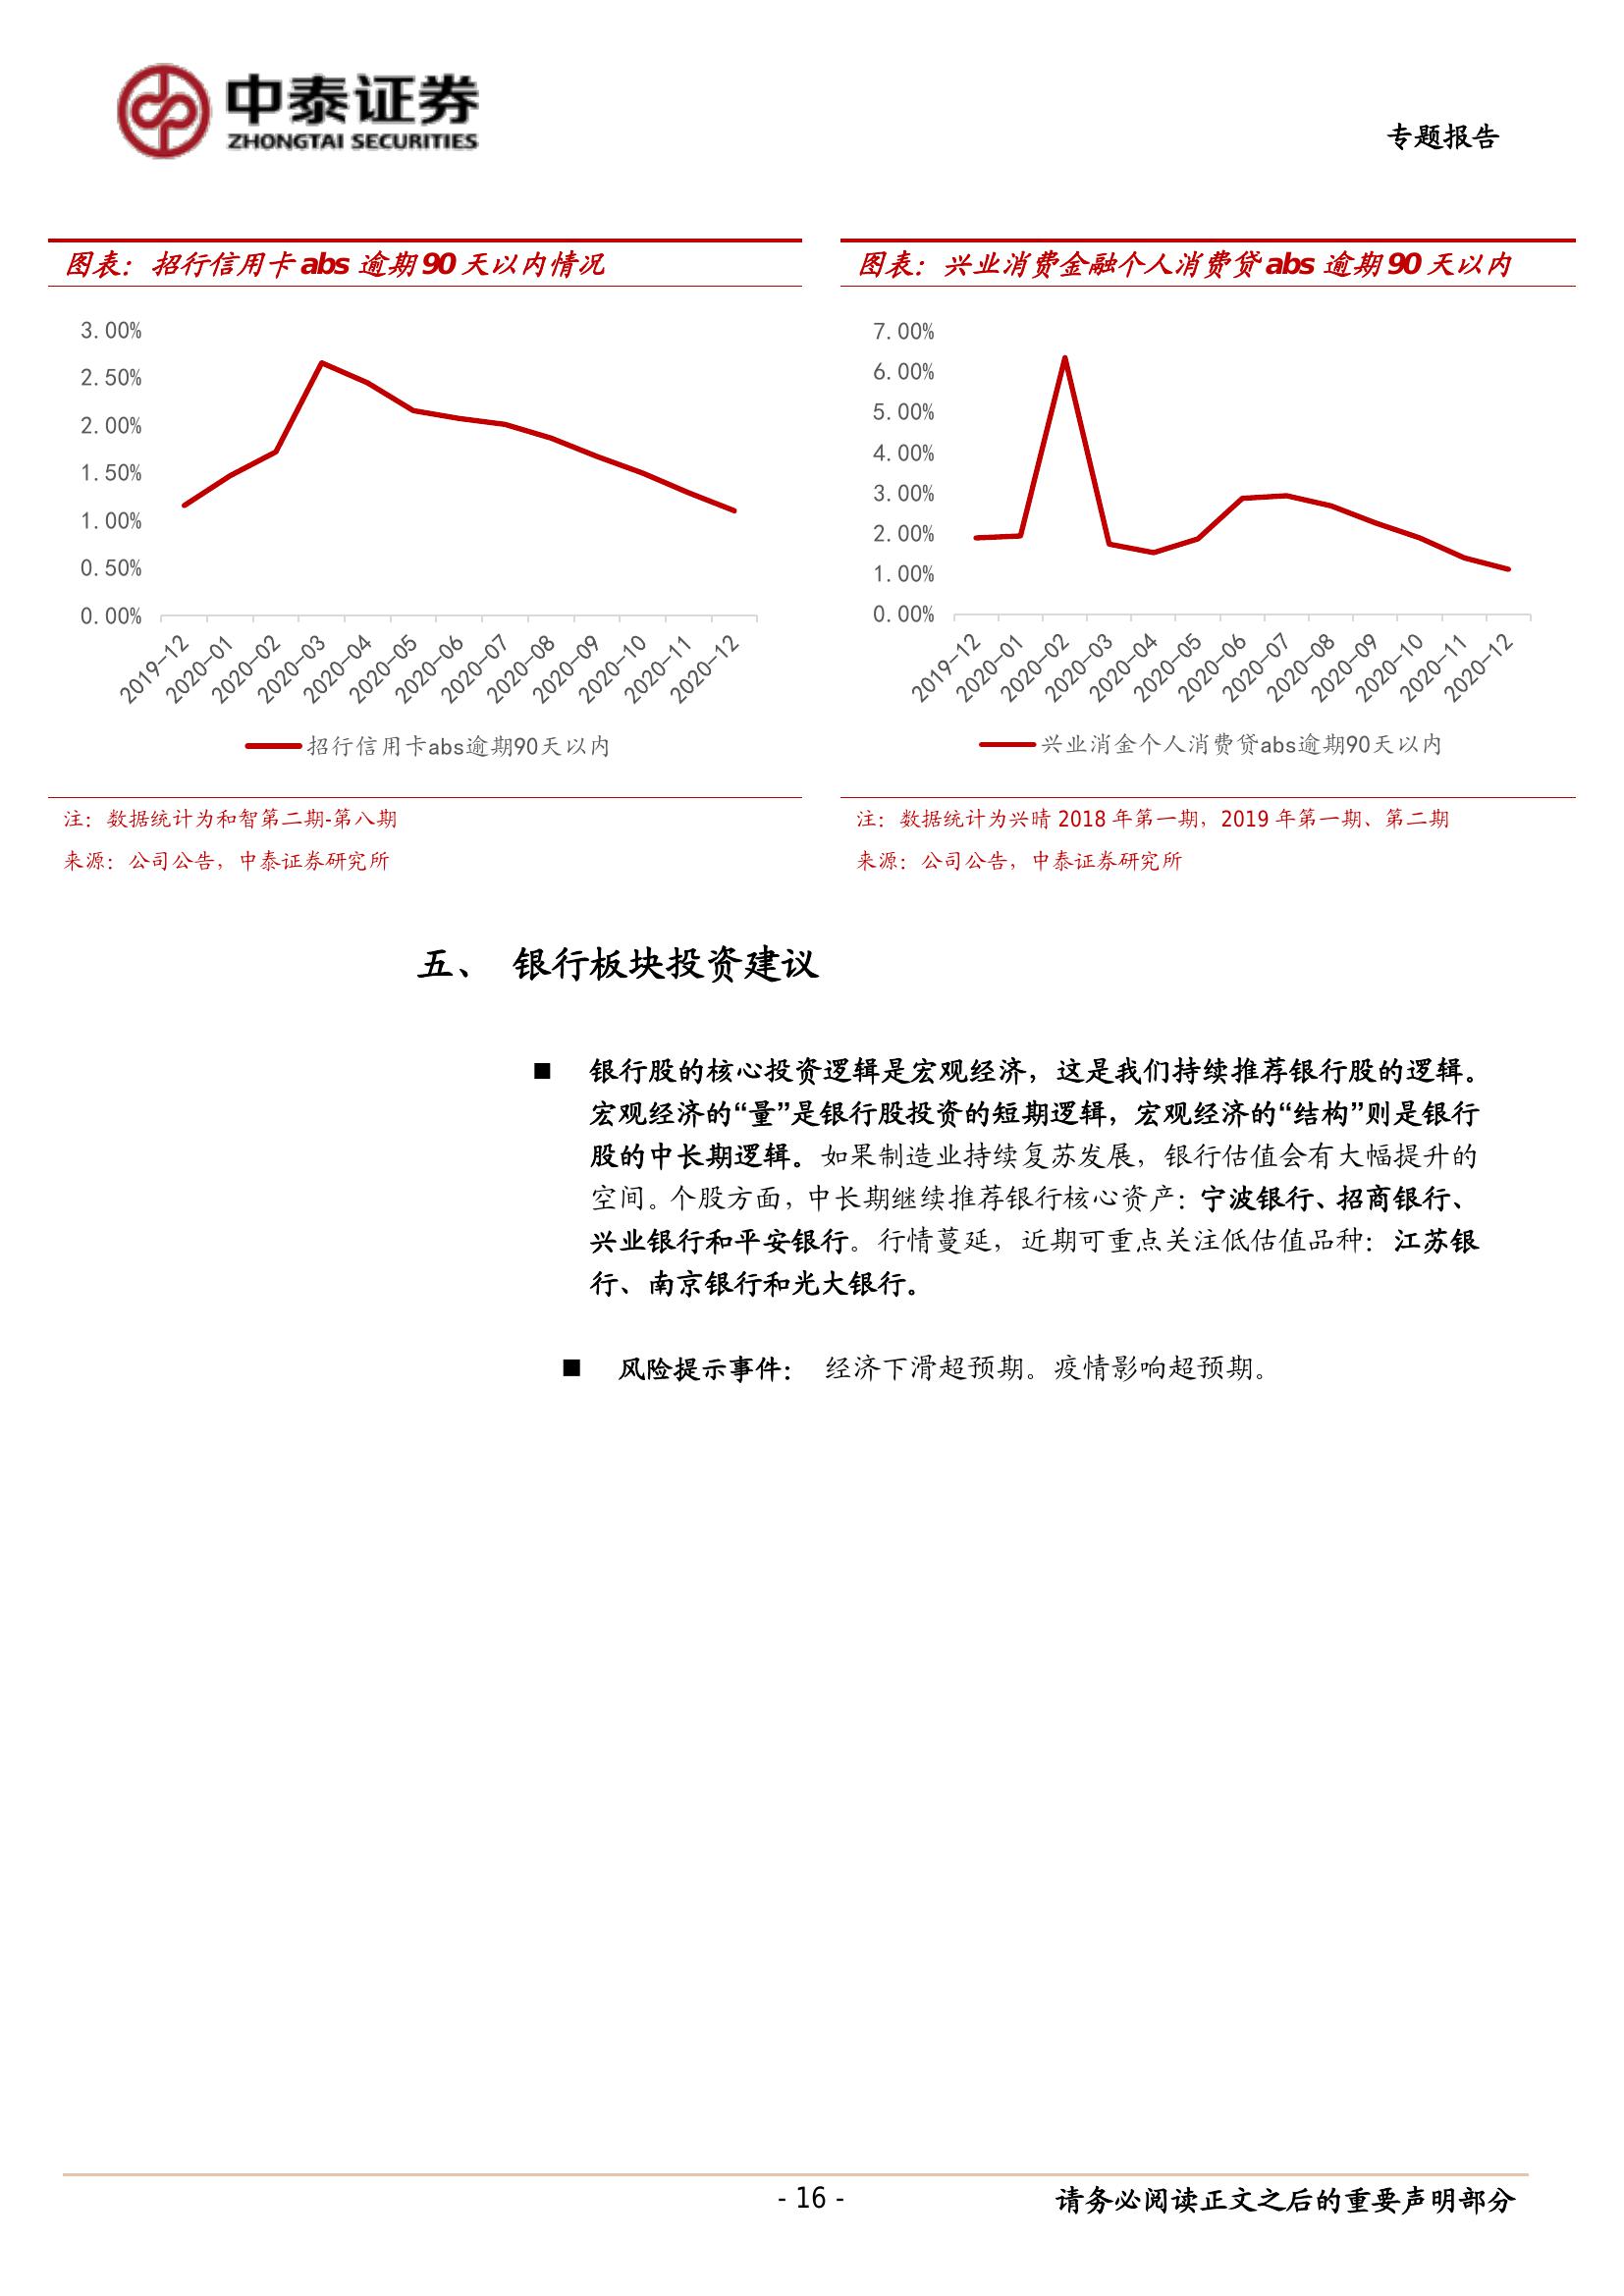 中泰证券
ZHONGTAI SECURITIES
专题报告
图表：招行信用卡 abs 逾期 90 天以内情况
3.00%
2.50%
2.00%
1.50%
1.00%
0.50%
0.00%
2019-12
2020-01
2020-02
2020-03
2020-04
2020-05
2020-06
2020-07
2020-08
2020-09
2020-10
2020-11
2020-12
招行信用卡abs逾期90天以内
注：数据统计为和智第二期-第八期
来源：公司公告，中泰证券研究所
图表：兴业消费金融个人消费贷 abs 逾期 90 天以内
7.00%
6.00%
5.00%
4.00%
3.00%
2.00%
1.00%
0.00%
2019-12
2020-01
2020-02
2020-03
2020-04
2020-05
2020-06
2020-07
2020-08
2020-09
2020-10
2020-11
2020-12
兴业消金个人消费贷abs逾期90天以内
注：数据统计为兴晴 2018 年第一期，2019 年第一期、第二期
来源：公司公告，中泰证券研究所
五、 银行板块投资建议
■ 银行股的核心投资逻辑是宏观经济，这是我们持续推荐银行股的逻辑。
宏观经济的“量”是银行股投资的短期逻辑，宏观经济的“结构”则是银行
股的中长期逻辑。如果制造业持续复苏发展，银行估值会有大幅提升的
空间。个股方面，中长期继续推荐银行核心资产：宁波银行、招商银行、
兴业银行和平安银行。行情蔓延，近期可重点关注低估值品种：江苏银
行、南京银行和光大银行。
■ 风险提示事件： 经济下滑超预期。疫情影响超预期。
- 16 -
请务必阅读正文之后的重要声明部分